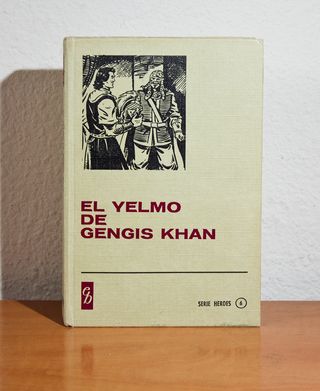 EL YELMO
DE
GENGIS KHAN
SERIE HEROES 6